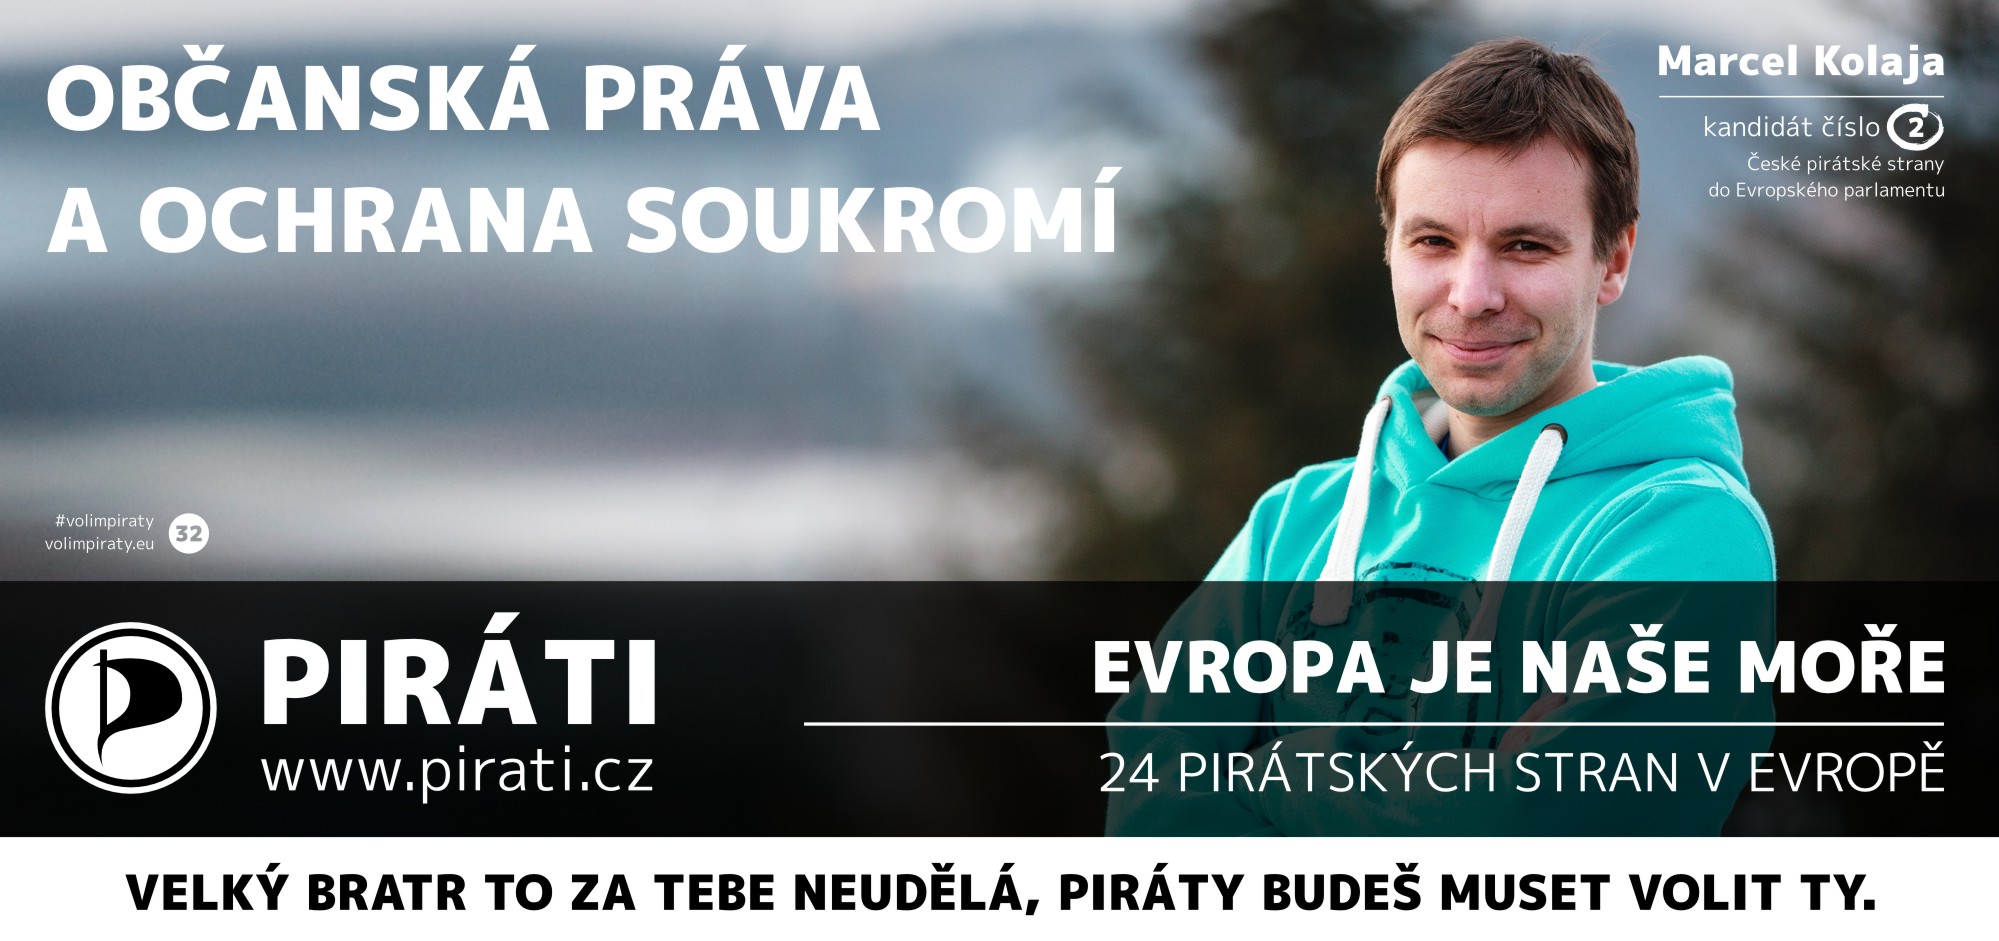 OBČANSKÁ PRÁVA
A OCHRANA SOUKROMÍ
Marcel Kolaja
kandidát číslo 2
České pirátské strany
do Evropského parlamentu
#volimpiraty
volimpiraty.eu
32
PIRÁTI
www.pirati.cz
EVROPA JE NAŠE MOŘE
24 PIRÁTSKÝCH STRAN V EVROPĚ
VELKÝ BRATR TO ZA TEBE NEUDĚLÁ, PIRÁTY BUDEŠ MUSET VOLIT TY.